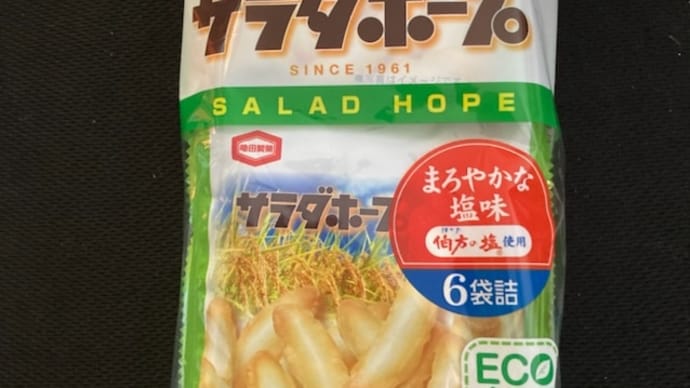 サラダホープ
SINCE 1961
SALAD HOPE
亀田製菓
サラダホープ
まろやかな
塩味
伯方の塩使用
6袋詰
ECO